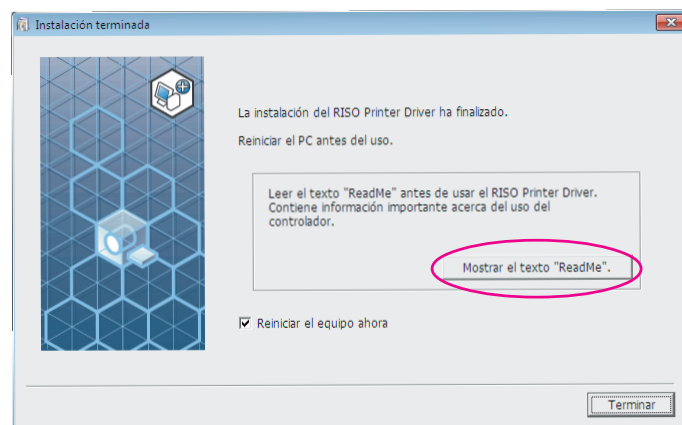 Instalación terminada
La instalación del RISO Printer Driver ha finalizado.
Reiniciar el PC antes del uso.
Leer el texto "ReadMe" antes de usar el RISO Printer Driver.
Contiene información importante acerca del uso del
controlador.
Mostrar el texto "ReadMe".
Reiniciar el equipo ahora
Terminar